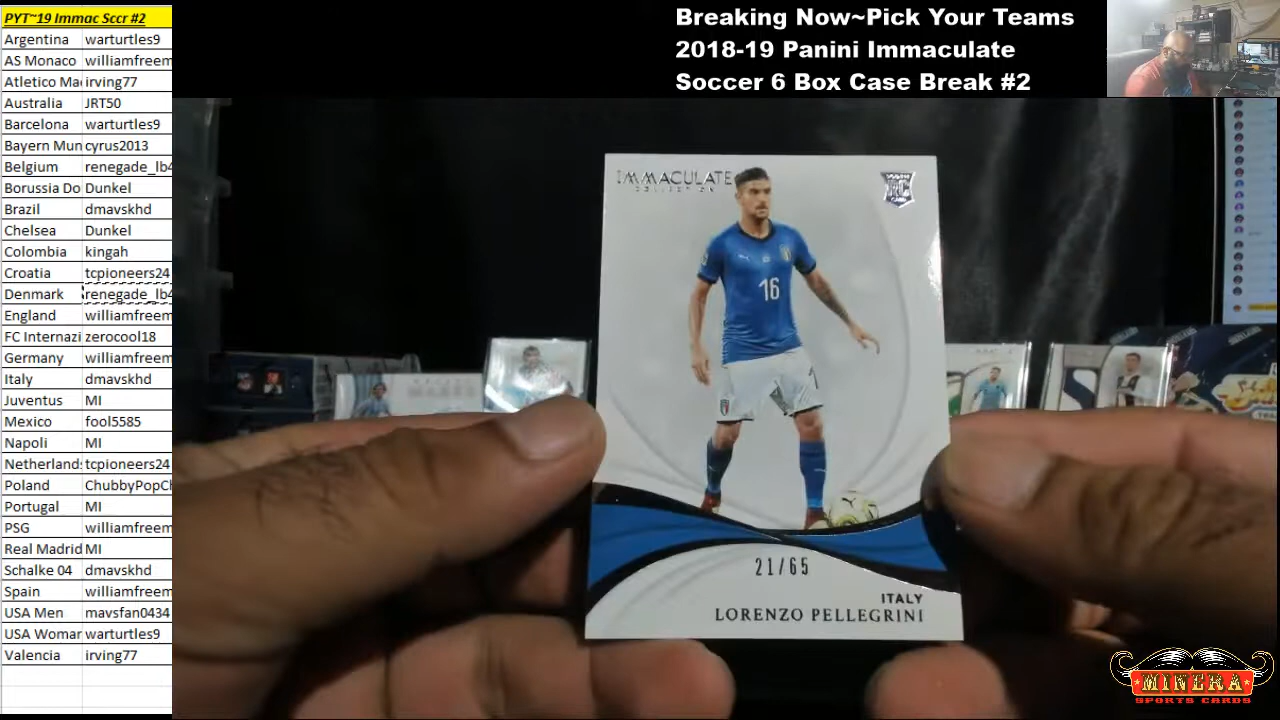 PYT~19 Immac Sccr #2
Argentina warturtles9
AS Monaco williamfreem
Atletico Ma irving77
Australia JRT50
Barcelona warturtles9
Bayern Mun cyrus2013
Belgium renegade_lb4
Borussia Do Dunkel
Brazil dmavskhd
Chelsea Dunkel
Colombia kingah
Croatia tcpioneers24
Denmark renegade_lb4
England williamfreem
FC Internazi zerocool18
Germany williamfreem
Italy dmavskhd
Juventus MI
Mexico fool5585
Napoli MI
Netherlands tcpioneers24
Poland ChubbyPopCh
Portugal MI
PSG williamfreem
Real Madrid MI
Schalke 04 dmavskhd
Spain williamfreem
USA Men mavsfan0434
USA Woman warturtles9
Valencia irving77
Breaking Now~Pick Your Teams
2018-19 Panini Immaculate
Soccer 6 Box Case Break #2
IMMACULATE
COLLECTION
RC
16
21/65
ITALY
LORENZO PELLEGRINI
MINERA
SPORTS CARDS